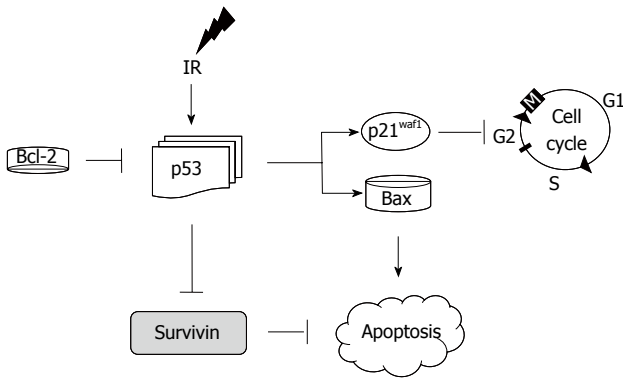 IR
Bcl-2
p53
p21waf1
Bax
M
G1
G2
S
Cell
cycle
Survivin
Apoptosis